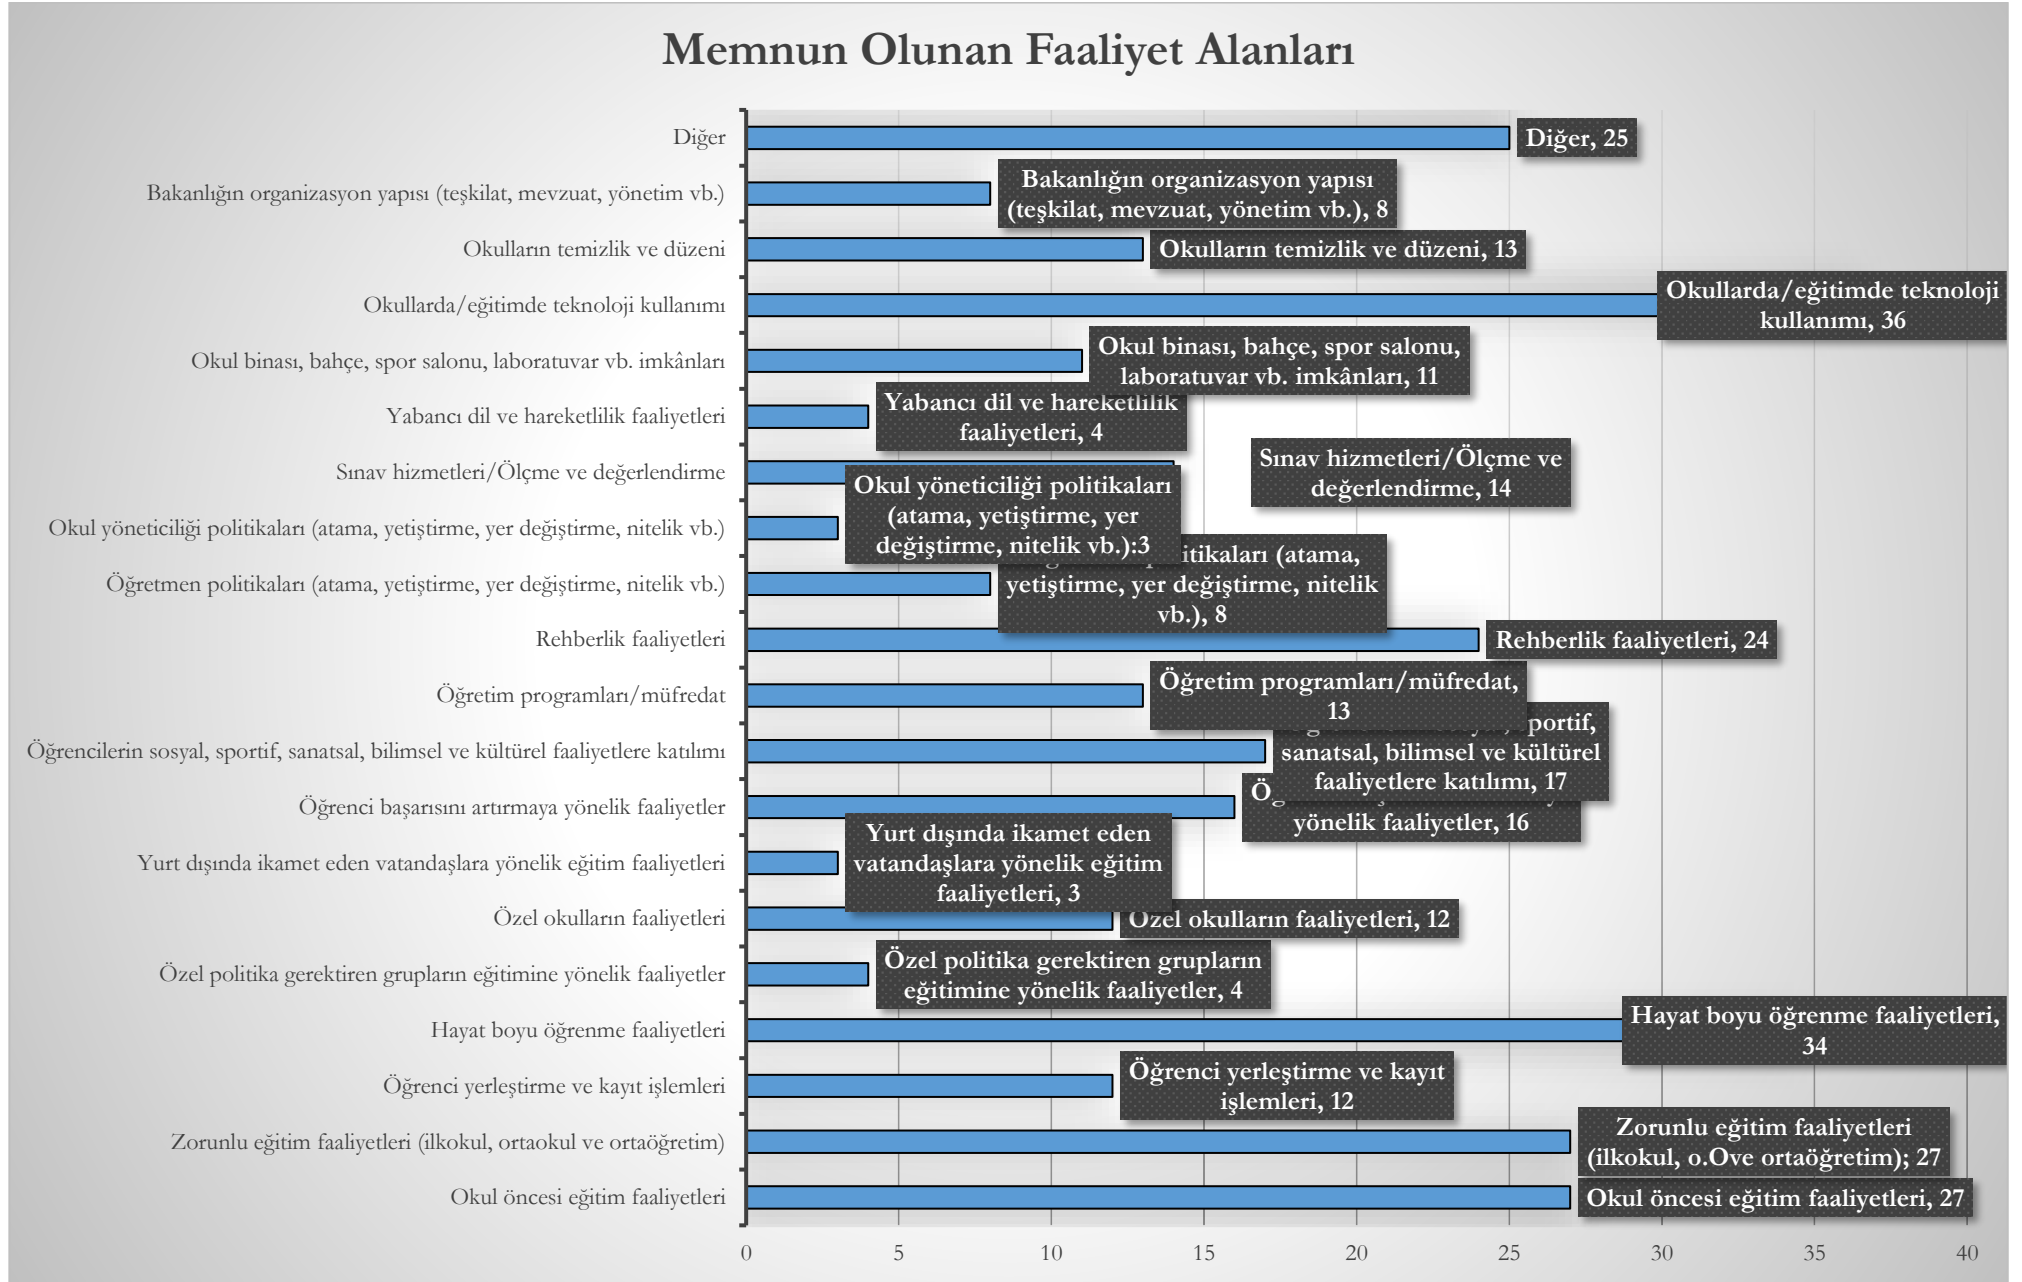 Memnun Olunan Faaliyet Alanları
Diğer
Diğer, 25
Bakanlığın organizasyon yapısı (teşkilat, mevzuat, yönetim vb.)
Bakanlığın organizasyon yapısı
(teşkilat, mevzuat, yönetim vb.), 8
Okulların temizlik ve düzeni
Okulların temizlik ve düzeni, 13
Okullarda/eğitimde teknoloji kullanımı
Okullarda/eğitimde teknoloji
kullanımı, 36
Okul binası, bahçe, spor salonu, laboratuvar vb. imkânları
Okul binası, bahçe, spor salonu,
laboratuvar vb. imkânları, 11
Yabancı dil ve hareketlilik faaliyetleri
Yabancı dil ve hareketlilik
faaliyetleri, 4
Sınav hizmetleri/Ölçme ve değerlendirme
Sınav hizmetleri/Ölçme ve
değerlendirme, 14
Okul yöneticiliği politikaları (atama, yetiştirme, yer değiştirme, nitelik vb.)
Okul yöneticiliği politikaları
(atama, yetiştirme, yer
değiştirme, nitelik vb.):3
Öğretmen politikaları (atama, yetiştirme, yer değiştirme, nitelik vb.)
(atama,
yetiştirme, yer değiştirme, nitelik
vb.), 8
Rehberlik faaliyetleri
Rehberlik faaliyetleri, 24
Öğretim programları/müfredat
Öğretim programları/müfredat,
13
Öğrencilerin sosyal, sportif, sanatsal, bilimsel ve kültürel faaliyetlere katılımı
sanatsal, bilimsel ve kültürel
faaliyetlere katılımı, 17
Öğrenci başarısını artırmaya yönelik faaliyetler
yönelik faaliyetler, 16
Yurt dışında ikamet eden vatandaşlara yönelik eğitim faaliyetleri
Yurt dışında ikamet eden
vatandaşlara yönelik eğitim
faaliyetleri, 3
Özel okulların faaliyetleri
Özel okulların faaliyetleri, 12
Özel politika gerektiren grupların eğitimine yönelik faaliyetler
Özel politika gerektiren grupların
eğitimine yönelik faaliyetler, 4
Hayat boyu öğrenme faaliyetleri
Hayat boyu öğrenme faaliyetleri,
34
Öğrenci yerleştirme ve kayıt işlemleri
Öğrenci yerleştirme ve kayıt
işlemleri, 12
Zorunlu eğitim faaliyetleri (ilkokul, ortaokul ve ortaöğretim)
Zorunlu eğitim faaliyetleri
(ilkokul, o.Ove ortaöğretim); 27
Okul öncesi eğitim faaliyetleri
Okul öncesi eğitim faaliyetleri, 27
0 5 10 15 20 25 30 35 40